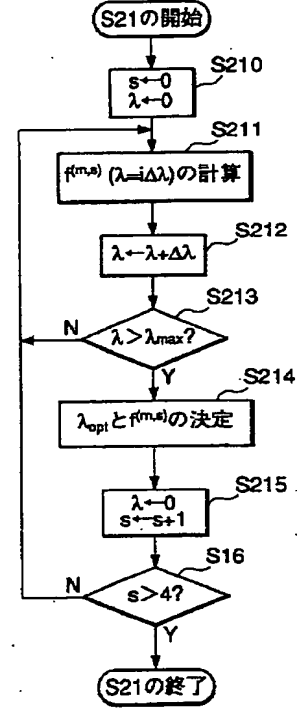 S21の開始
S210
s←0
λ←0
S211
f(m,s) (λ=iΔλ)の計算
S212
λ←λ+Δλ
S213
N
λ>λmax?
Y
S214
λoptとf(m,s)の決定
S215
λ←0
s←s+1
S16
N
s>4?
Y
S21の終了